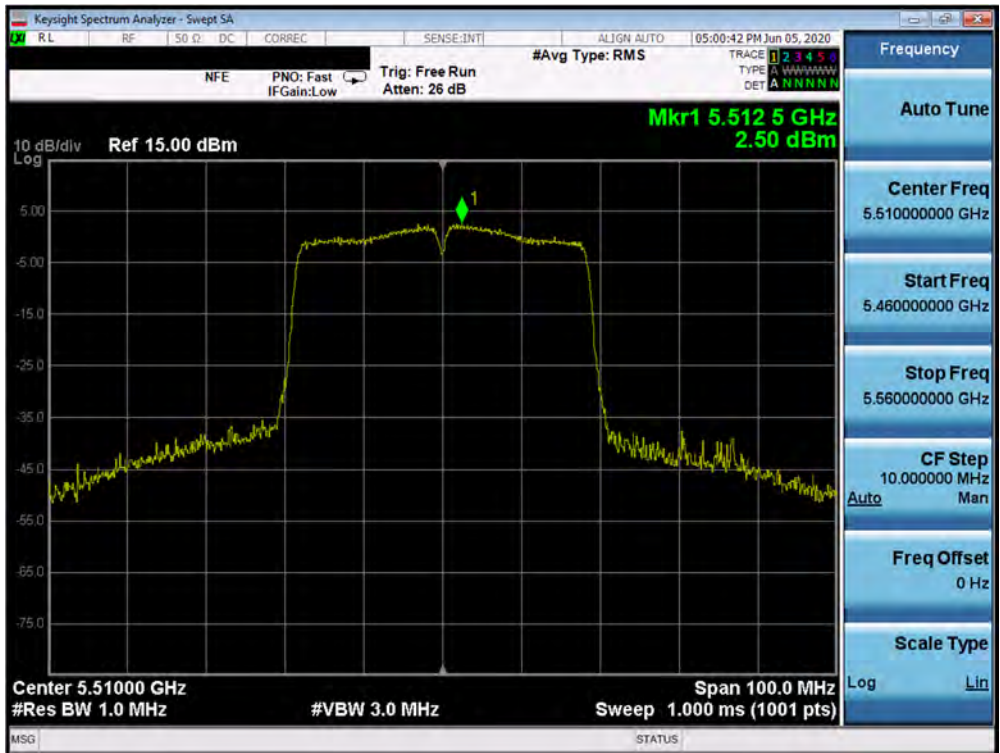 Keysight Spectrum Analyzer - Swept SA
RL RF 50 Ω DC CORREC SENSE:INT ALIGN AUTO 05:00:42 PM Jun 05, 2020
#Avg Type: RMS
TRACE 1 2 3 4 5 6
TYPE A WWWWW
DET A N N N N N
NFE PNO: Fast Trig: Free Run
IFGain:Low Atten: 26 dB
Mkr1 5.512 5 GHz
2.50 dBm
10 dB/div Ref 15.00 dBm
Log
1
5.00
-5.00
-15.0
-25.0
-35.0
-45.0
-55.0
-65.0
-75.0
Center 5.51000 GHz Span 100.0 MHz
#Res BW 1.0 MHz #VBW 3.0 MHz Sweep 1.000 ms (1001 pts)
MSG STATUS
Frequency
Auto Tune
Center Freq
5.510000000 GHz
Start Freq
5.460000000 GHz
Stop Freq
5.560000000 GHz
CF Step
10.000000 MHz
Auto Man
Freq Offset
0 Hz
Scale Type
Log Lin